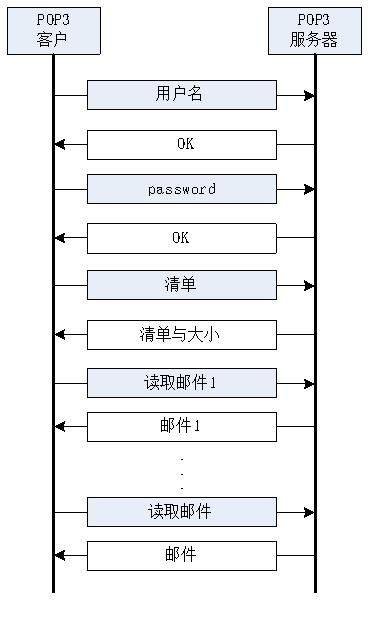 POP3
客户
POP3
服务器
用户名
OK
password
OK
清单
清单与大小
读取邮件1
邮件1
.
.
.
读取邮件
邮件